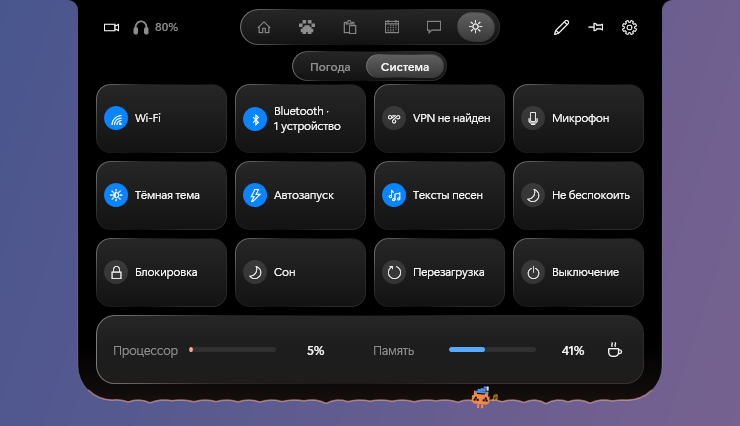 80%
Погода Система
Wi-Fi
Bluetooth ·
1 устройство
VPN не найден
Микрофон
Тёмная тема
Автозапуск
Тексты песен
Не беспокоить
Блокировка
Сон
Перезагрузка
Выключение
Процессор 5% Память 41%